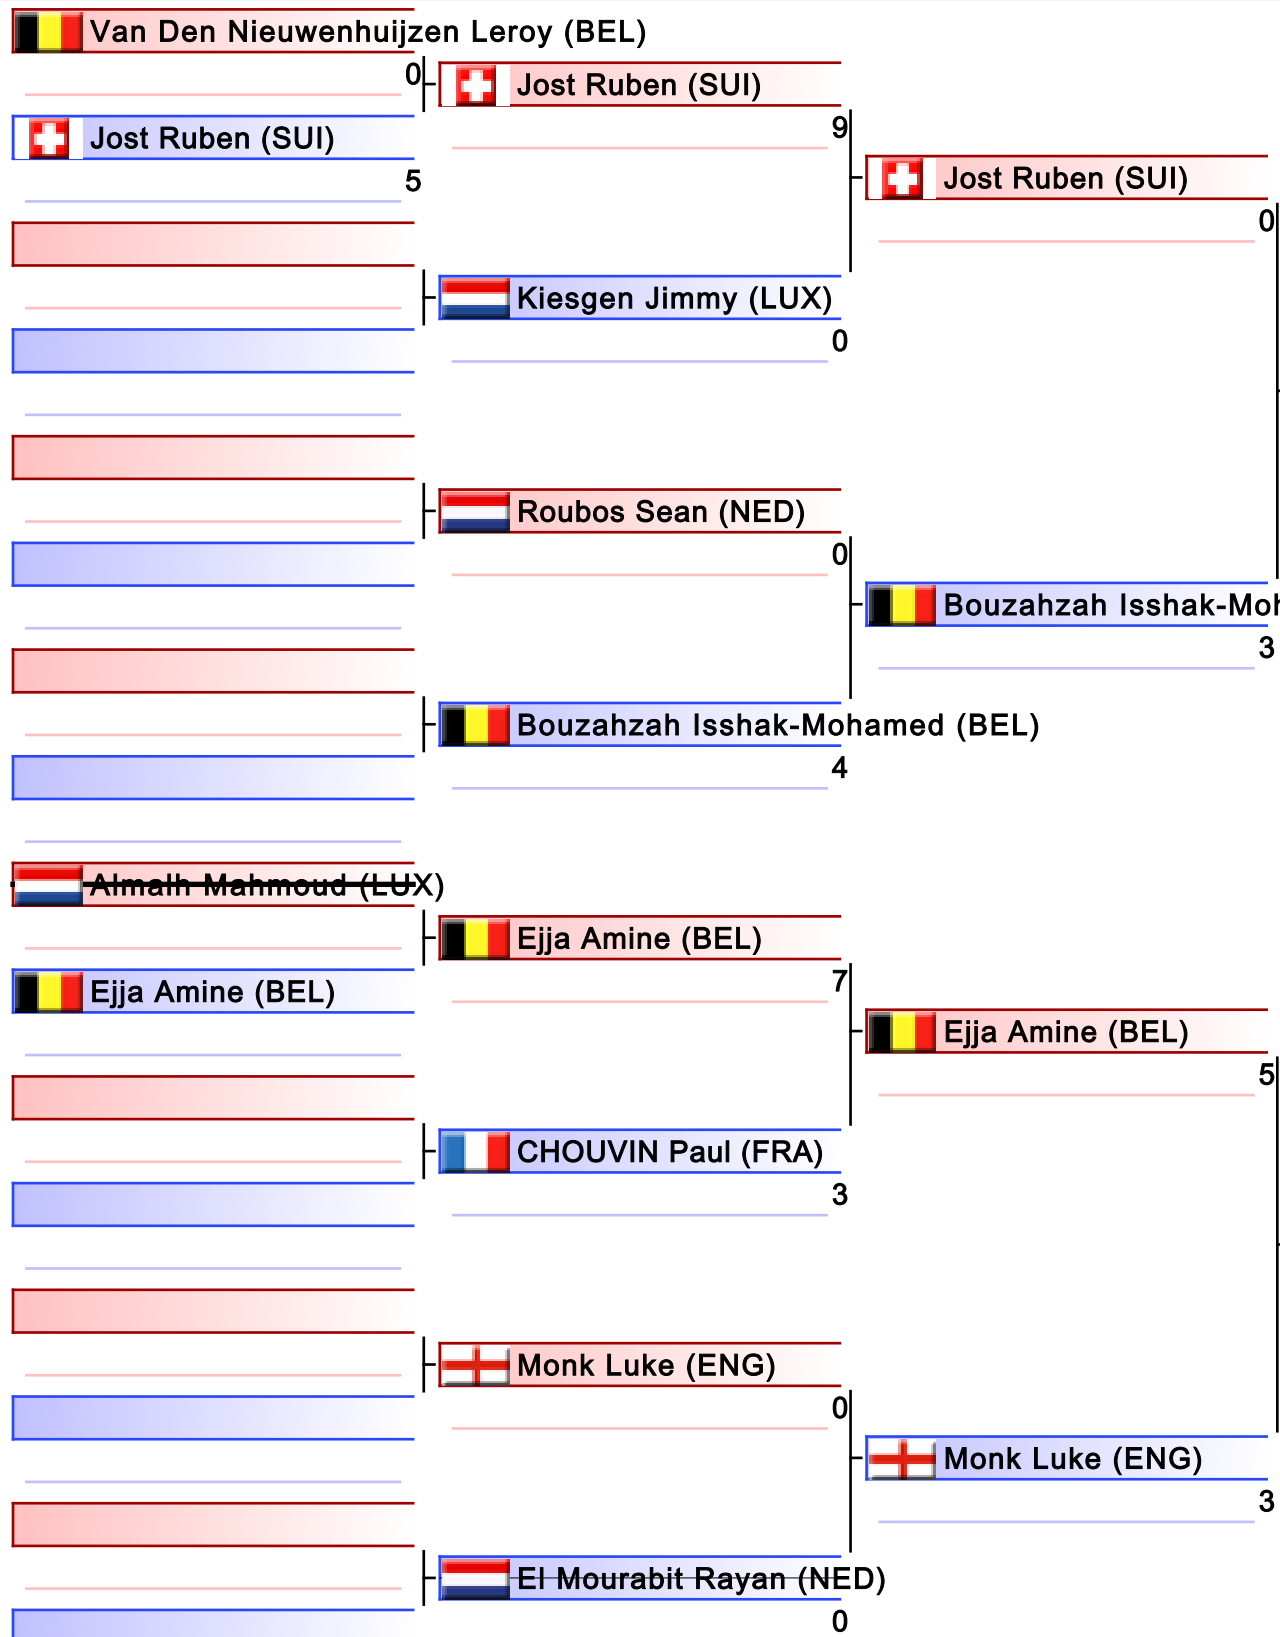 Van Den Nieuwenhuijzen Leroy (BEL)
0
Jost Ruben (SUI)
5
Jost Ruben (SUI)
9
Kiesgen Jimmy (LUX)
0
Jost Ruben (SUI)
0
Roubos Sean (NED)
0
Bouzahzah Isshak-Mohamed (BEL)
4
Bouzahzah Isshak-Moh
3
Almalh Mahmoud (LUX)
Ejja Amine (BEL)
Ejja Amine (BEL)
7
CHOUVIN Paul (FRA)
3
Ejja Amine (BEL)
5
Monk Luke (ENG)
0
El Mourabit Rayan (NED)
0
Monk Luke (ENG)
3